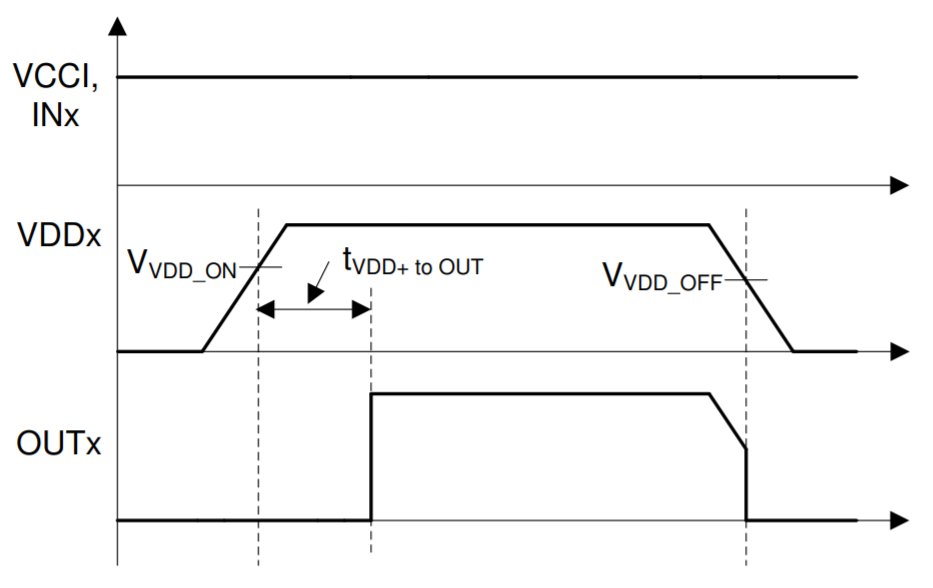 VCCI,
INx
VDDx
VVDD_ON
tVDD+ to OUT
VVDD_OFF
OUTx